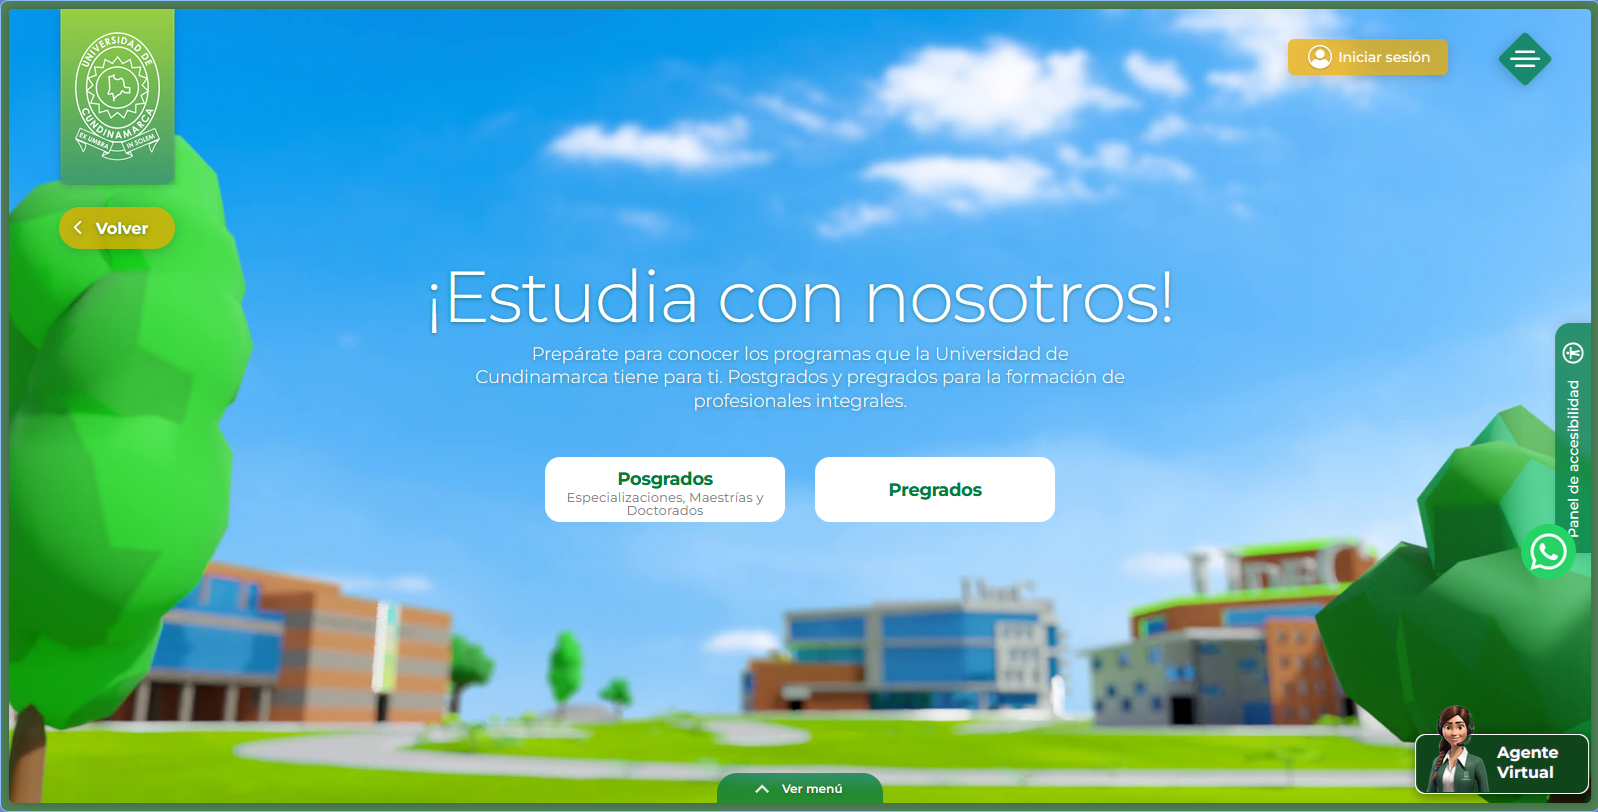 UNIVERSIDAD DE
CUNDINAMARCA
EX UMBRA IN SOLEM
Iniciar sesión
Volver
¡Estudia con nosotros!
Prepárate para conocer los programas que la Universidad de
Cundinamarca tiene para ti. Postgrados y pregrados para la formación de
profesionales integrales.
Posgrados
Especializaciones, Maestrías y
Doctorados
Pregrados
Panel de accesibilidad
UdeC
UdeC
Agente
Virtual
Ver menú